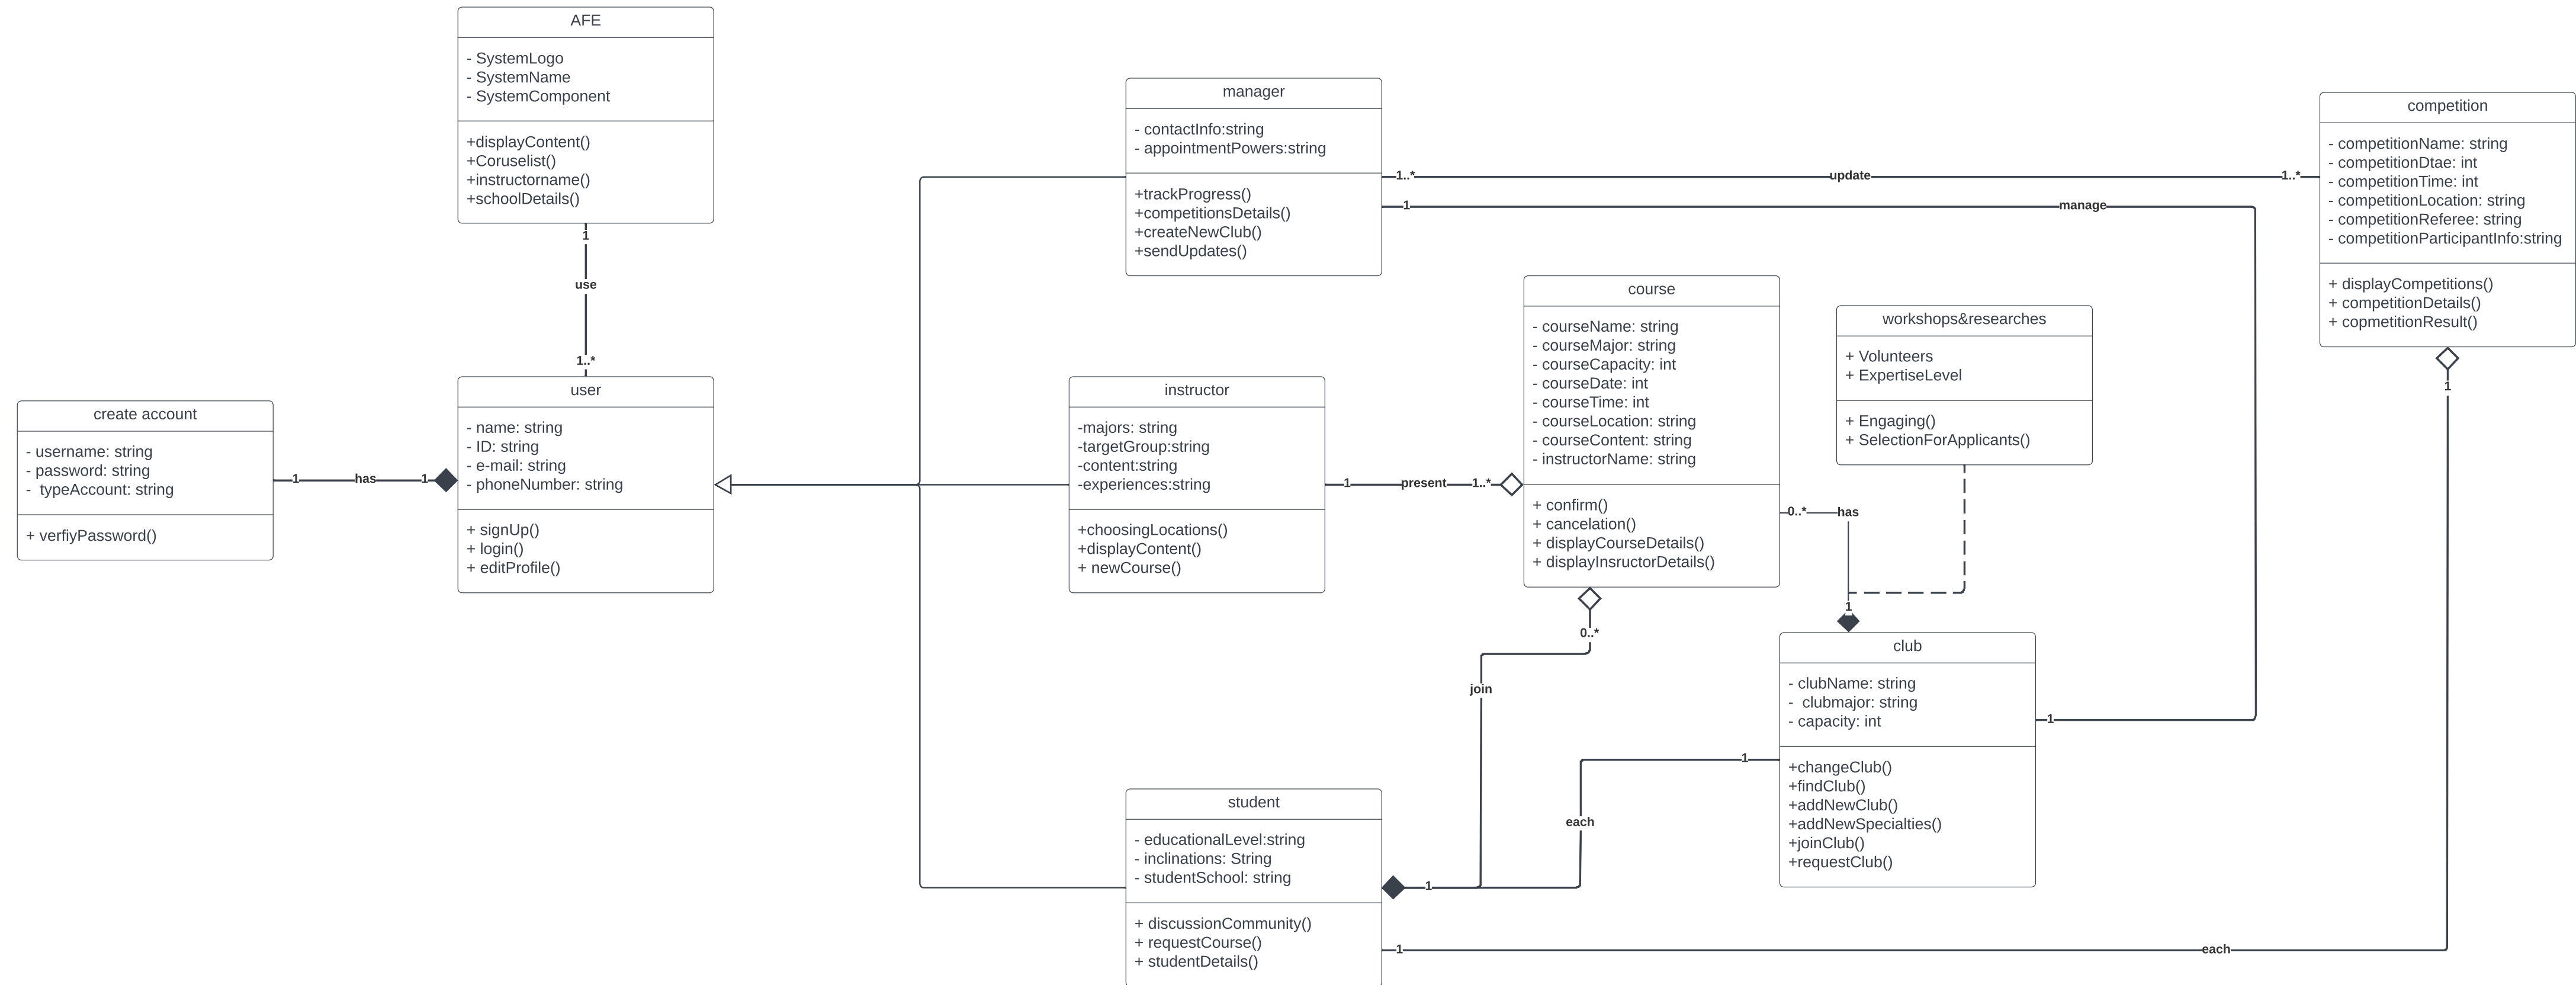 AFE
- SystemLogo
- SystemName
- SystemComponent
+displayContent()
+Coruselist()
+instructorname()
+schoolDetails()
1
use
1..*
create account
- username: string
- password: string
-  typeAccount: string
+ verfiyPassword()
1
has
1
user
- name: string
- ID: string
- e-mail: string
- phoneNumber: string
+ signUp()
+ login()
+ editProfile()
manager
- contactInfo:string
- appointmentPowers:string
+trackProgress()
+competitionsDetails()
+createNewClub()
+sendUpdates()
1..*
update
1..*
1
manage
1
instructor
-majors: string
-targetGroup:string
-content:string
-experiences:string
+choosingLocations()
+displayContent()
+ newCourse()
1
present
1..*
course
- courseName: string
- courseMajor: string
- courseCapacity: int
- courseDate: int
- courseTime: int
- courseLocation: string
- courseContent: string
- instructorName: string
+ confirm()
+ cancelation()
+ displayCourseDetails()
+ displayInsructorDetails()
0..*
has
1
workshops&researches
+ Volunteers
+ ExpertiseLevel
+ Engaging()
+ SelectionForApplicants()
competition
- competitionName: string
- competitionDtae: int
- competitionTime: int
- competitionLocation: string
- competitionReferee: string
- competitionParticipantInfo:string
+ displayCompetitions()
+ competitionDetails()
+ copmetitionResult()
1
0..*
join
club
- clubName: string
-  clubmajor: string
- capacity: int
+changeClub()
+findClub()
+addNewClub()
+addNewSpecialties()
+joinClub()
+requestClub()
1
each
1
student
- educationalLevel:string
- inclinations: String
- studentSchool: string
+ discussionCommunity()
+ requestCourse()
+ studentDetails()
1
each